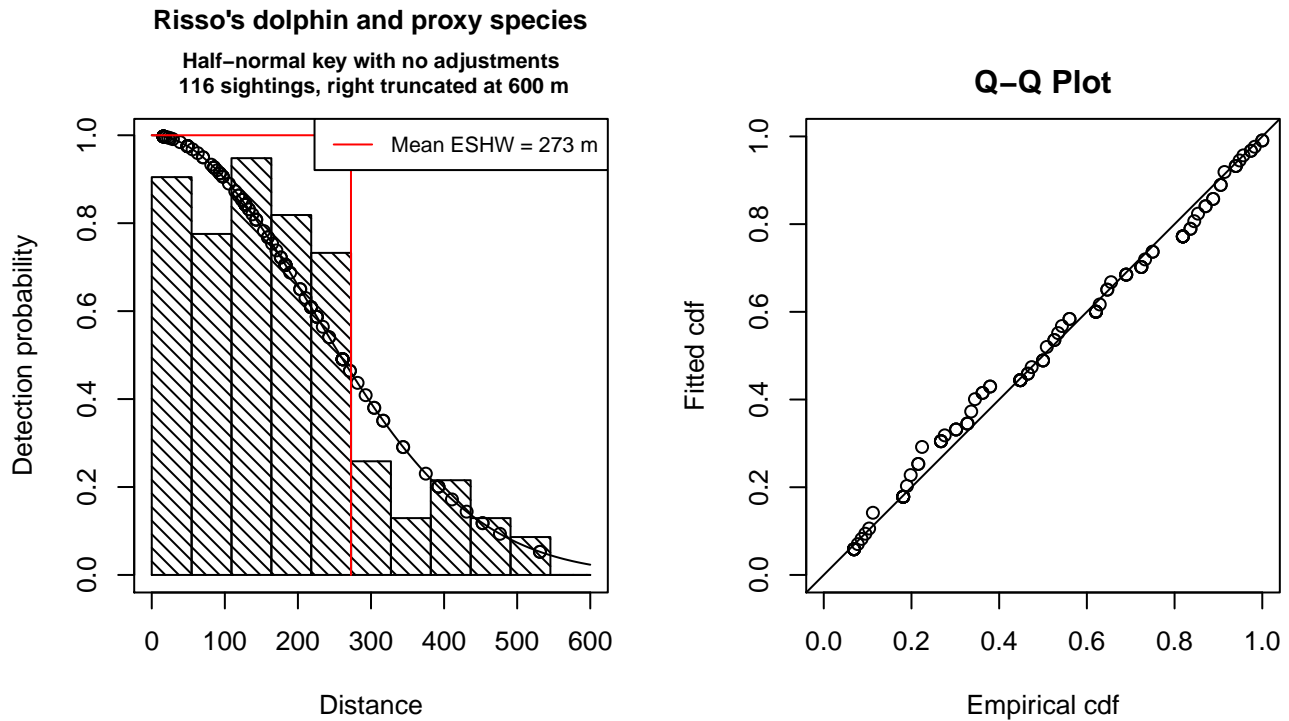 Risso's dolphin and proxy species
Half−normal key with no adjustments
116 sightings, right truncated at 600 m
Mean ESHW = 273 m
Detection probability
1.0
0.8
0.6
0.4
0.2
0.0
0 100 200 300 400 500 600
Distance
Q−Q Plot
Fitted cdf
1.0
0.8
0.6
0.4
0.2
0.0
0.0 0.2 0.4 0.6 0.8 1.0
Empirical cdf